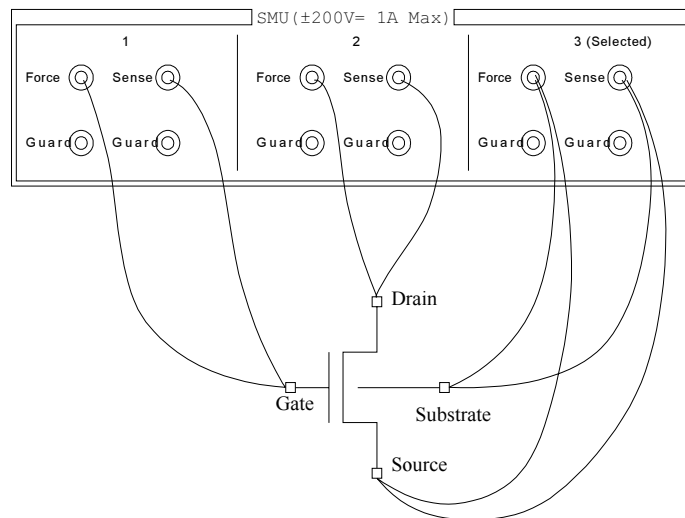 SMU(±200V= 1A Max)
1
2
3 (Selected)
Force
Sense
Force
Sense
Force
Sense
Guard
Guard
Guard
Guard
Guard
Guard
Drain
Gate
Substrate
Source